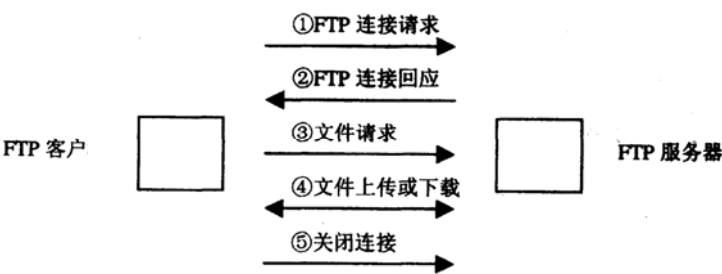 ①FTP 连接请求
②FTP 连接回应
③文件请求
FTP 客户
FTP 服务器
④文件上传或下载
⑤关闭连接